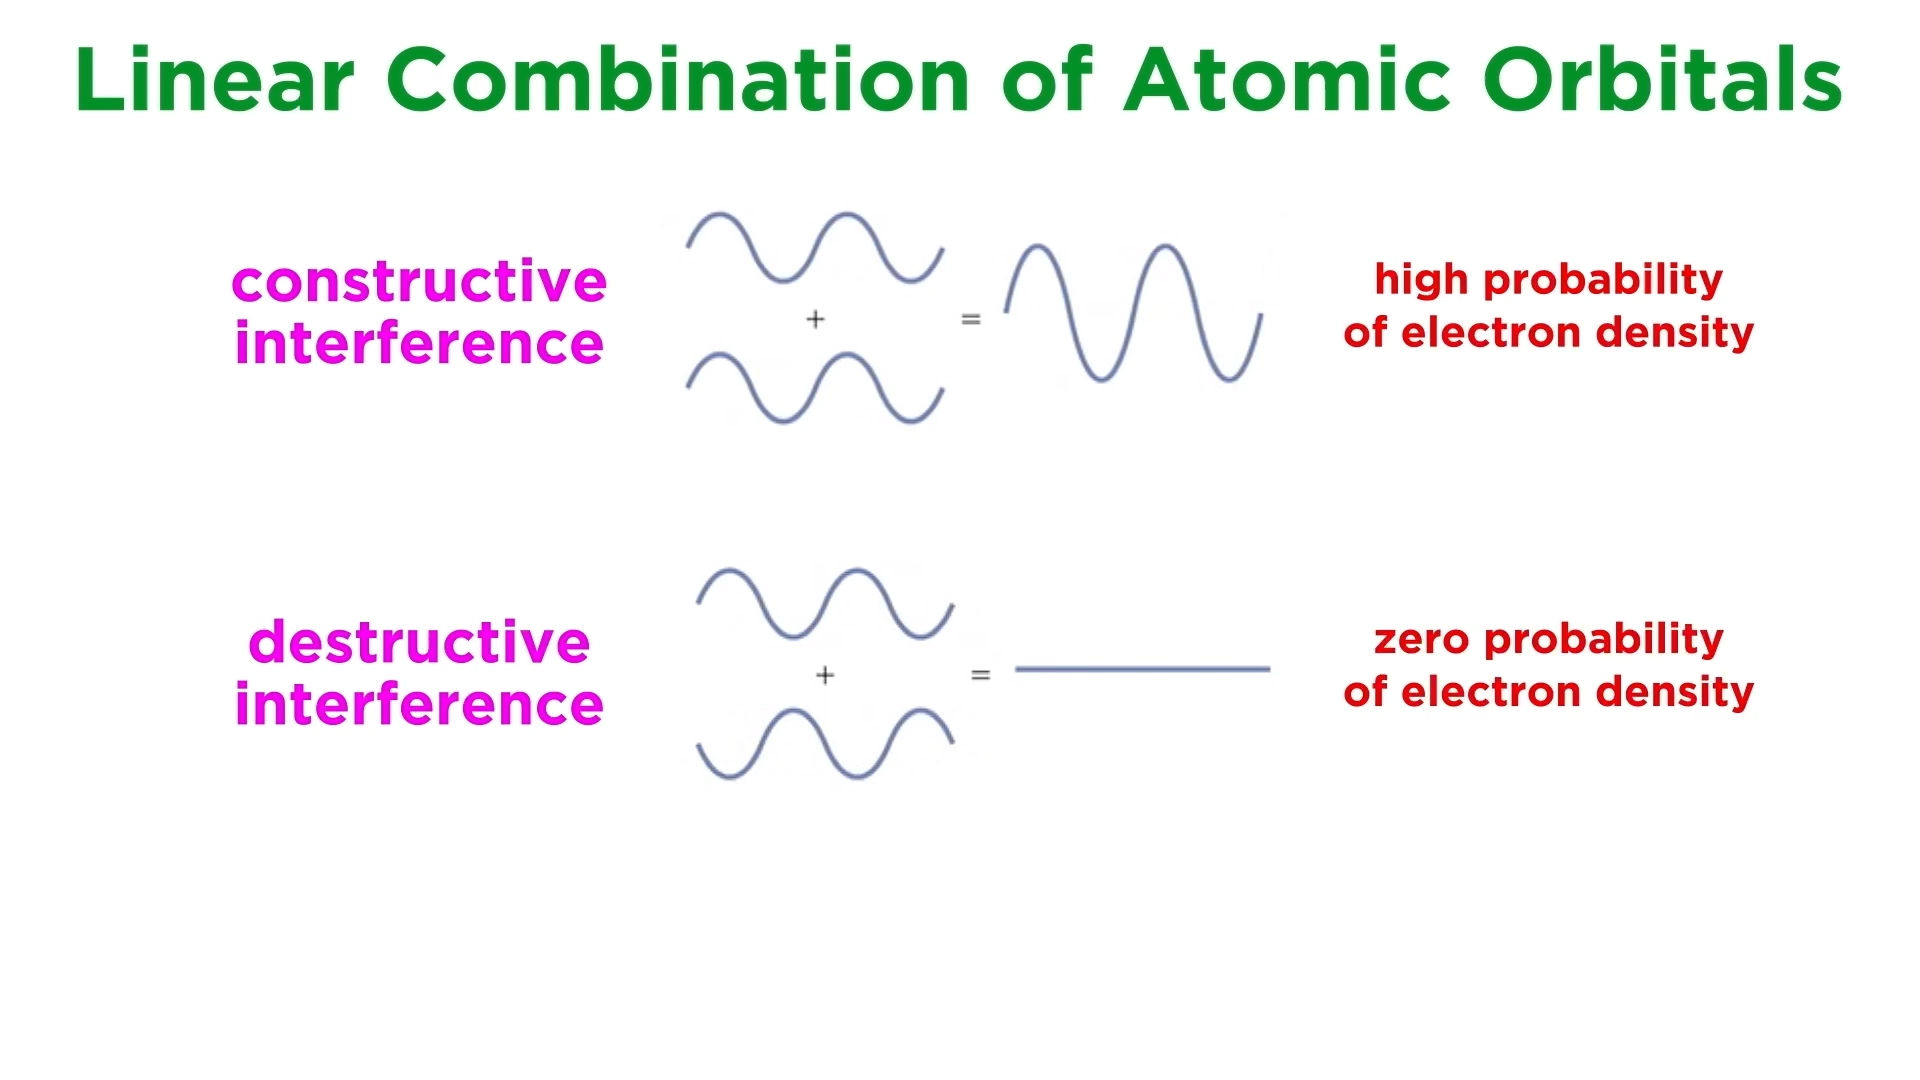 Linear Combination of Atomic Orbitals
constructive
interference
+
=
high probability
of electron density
destructive
interference
+
=
zero probability
of electron density